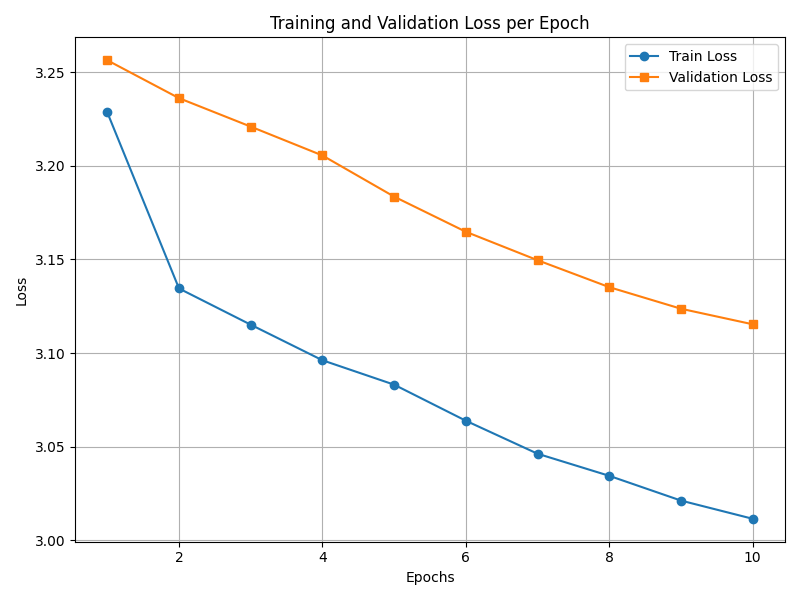 Training and Validation Loss per Epoch
Train Loss
Validation Loss
3.25
3.20
3.15
3.10
3.05
3.00
Loss
2
4
6
8
10
Epochs